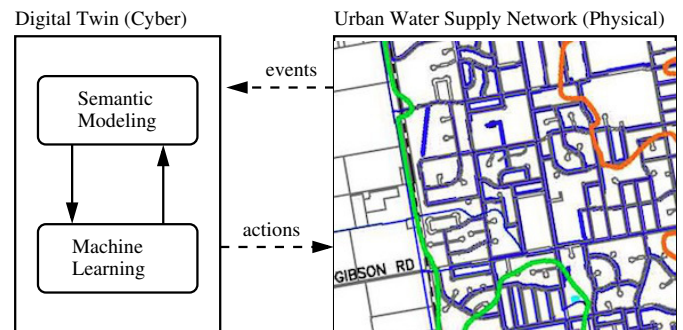 Digital Twin (Cyber)
Urban Water Supply Network (Physical)
events
Semantic
Modeling
actions
Machine
Learning
GIBSON RD